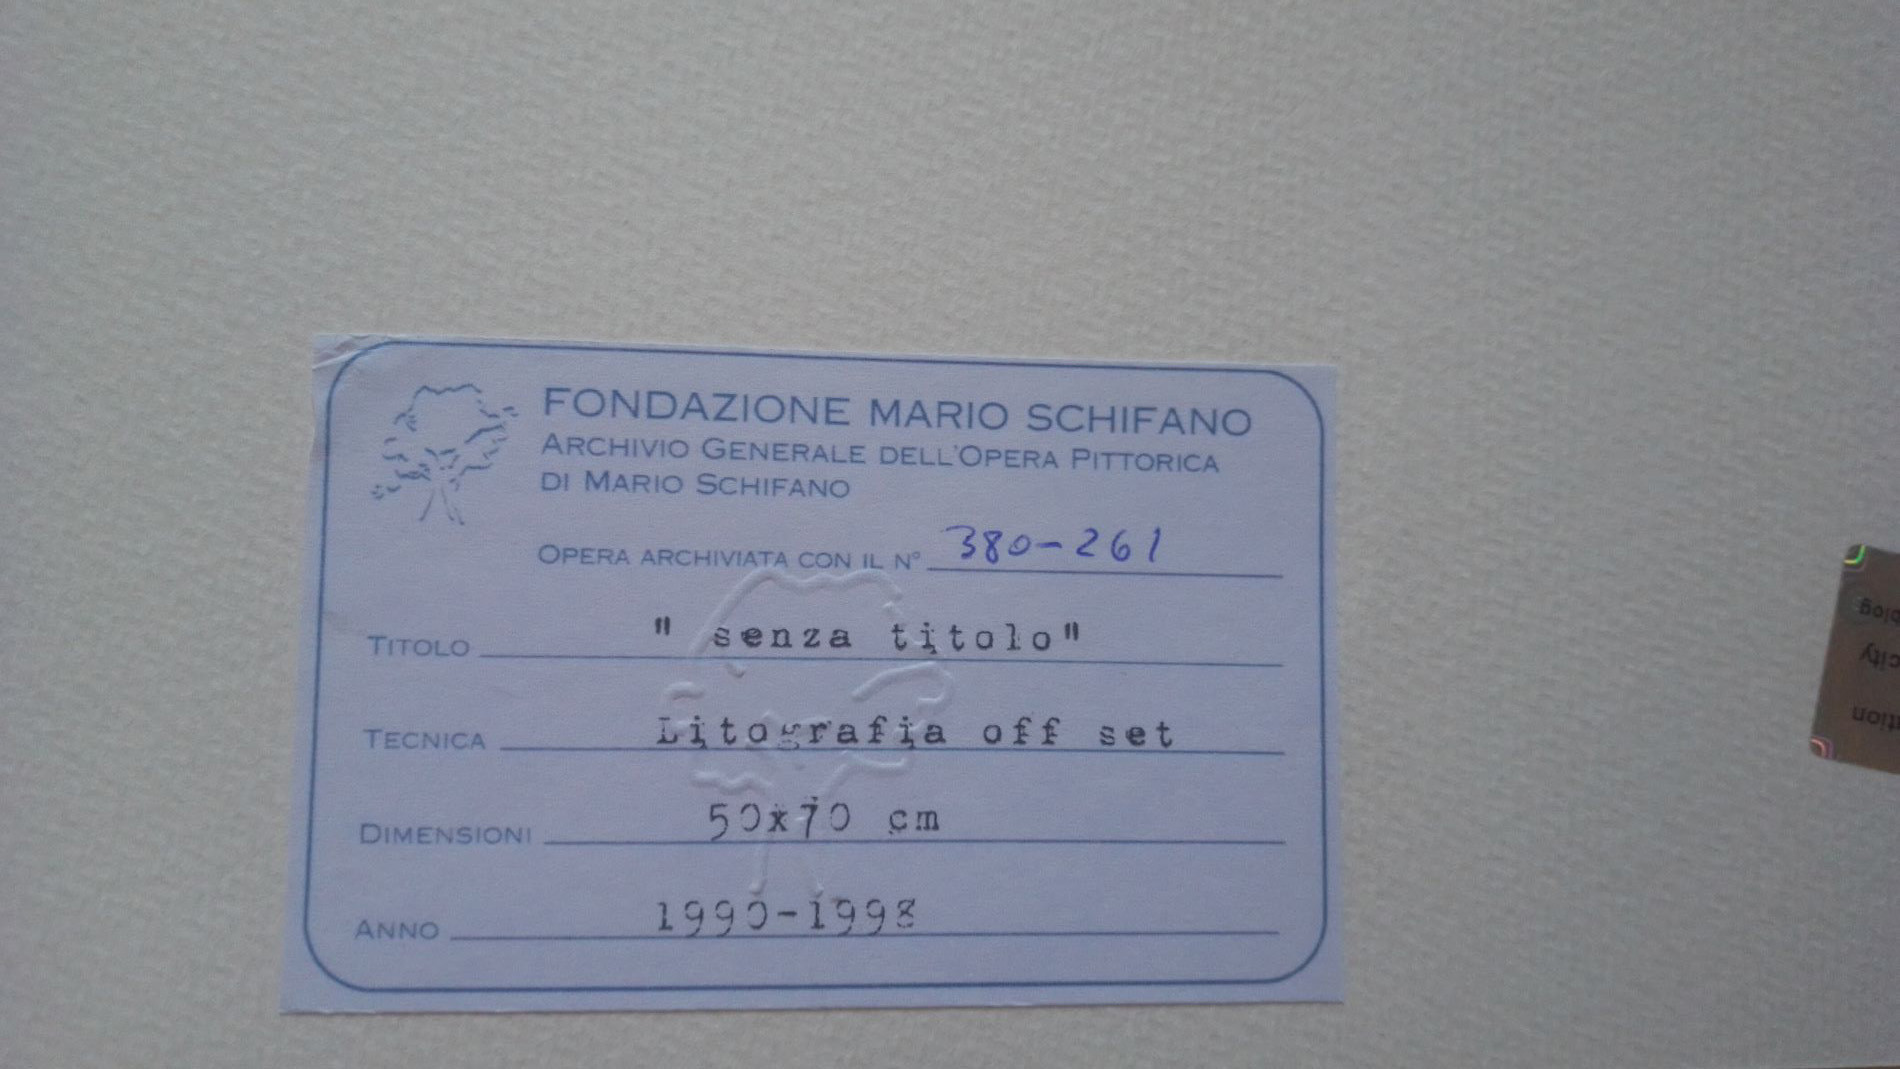 FONDAZIONE MARIO SCHIFANO
ARCHIVIO GENERALE DELL'OPERA PITTORICA
DI MARIO SCHIFANO
OPERA ARCHIVIATA CON IL N° 380-261
TITOLO " senza titolo"
TECNICA Litografia off set
DIMENSIONI 50x70 cm
ANNO 1990-1998